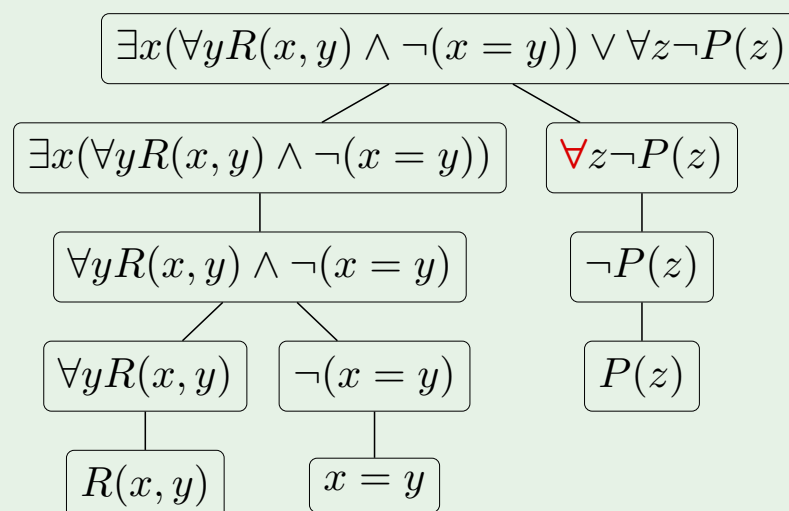 ∃x(∀yR(x, y) ∧ ¬(x = y)) ∨ ∀z¬P(z)
∃x(∀yR(x, y) ∧ ¬(x = y)) ∀z¬P(z)
∀yR(x, y) ∧ ¬(x = y) ¬P(z)
∀yR(x, y) ¬(x = y) P(z)
R(x, y) x = y